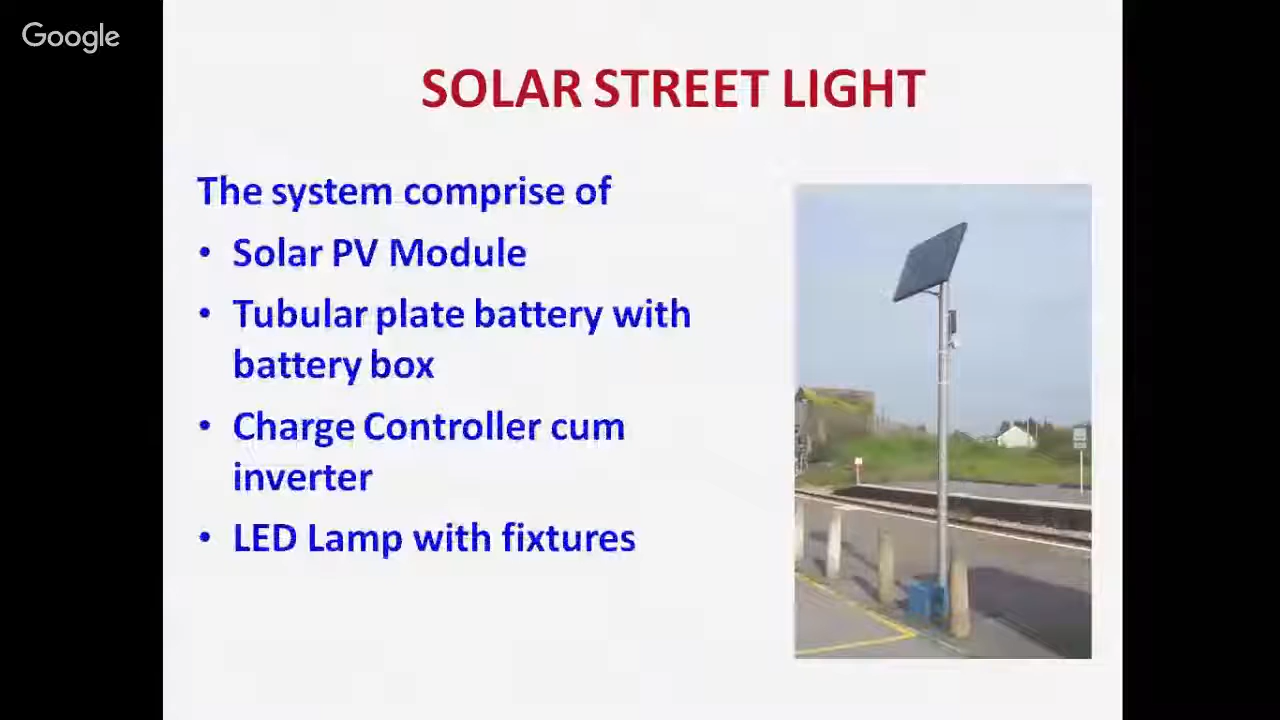 Google
SOLAR STREET LIGHT
The system comprise of
• Solar PV Module
• Tubular plate battery with
battery box
• Charge Controller cum
inverter
• LED Lamp with fixtures